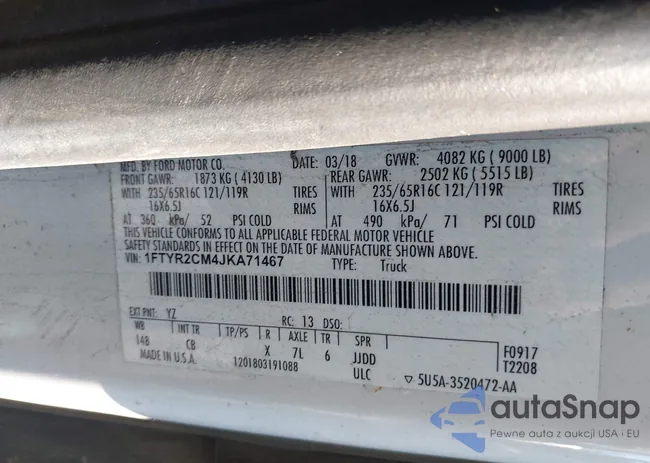 MFD. BY FORD MOTOR CO. 03/18 GVWR: 4082 KG ( 9000 LB)
FRONT GAWR: 1873 KG ( 4130 LB) REAR GAWR: 2502 KG ( 5515 LB)
WITH 235/65R16C 121/119R TIRES WITH 235/65R16C 121/119R TIRES
16X6.5J RIMS 16X6.5J RIMS
AT 360 kPa/ 52 PSI COLD AT 490 kPa/ 71 PSI COLD
THIS VEHICLE CONFORMS TO ALL APPLICABLE FEDERAL MOTOR VEHICLE
SAFETY STANDARDS IN EFFECT ON THE DATE OF MANUFACTURE SHOWN ABOVE.
VIN: 1FTYR2CM4JKA71467 TYPE: Truck
EXT PNT: YZ RC: 13 DSO:
WB INT TR TP/PS R AXLE TR SPR F0917
148 CB X 7L 6 JJDD T2208
MADE IN U.S.A. 1201803191088 ULC ▽ 5U5A-3520472-AA
autoSnap
Pewne auta z aukcji USA i EU